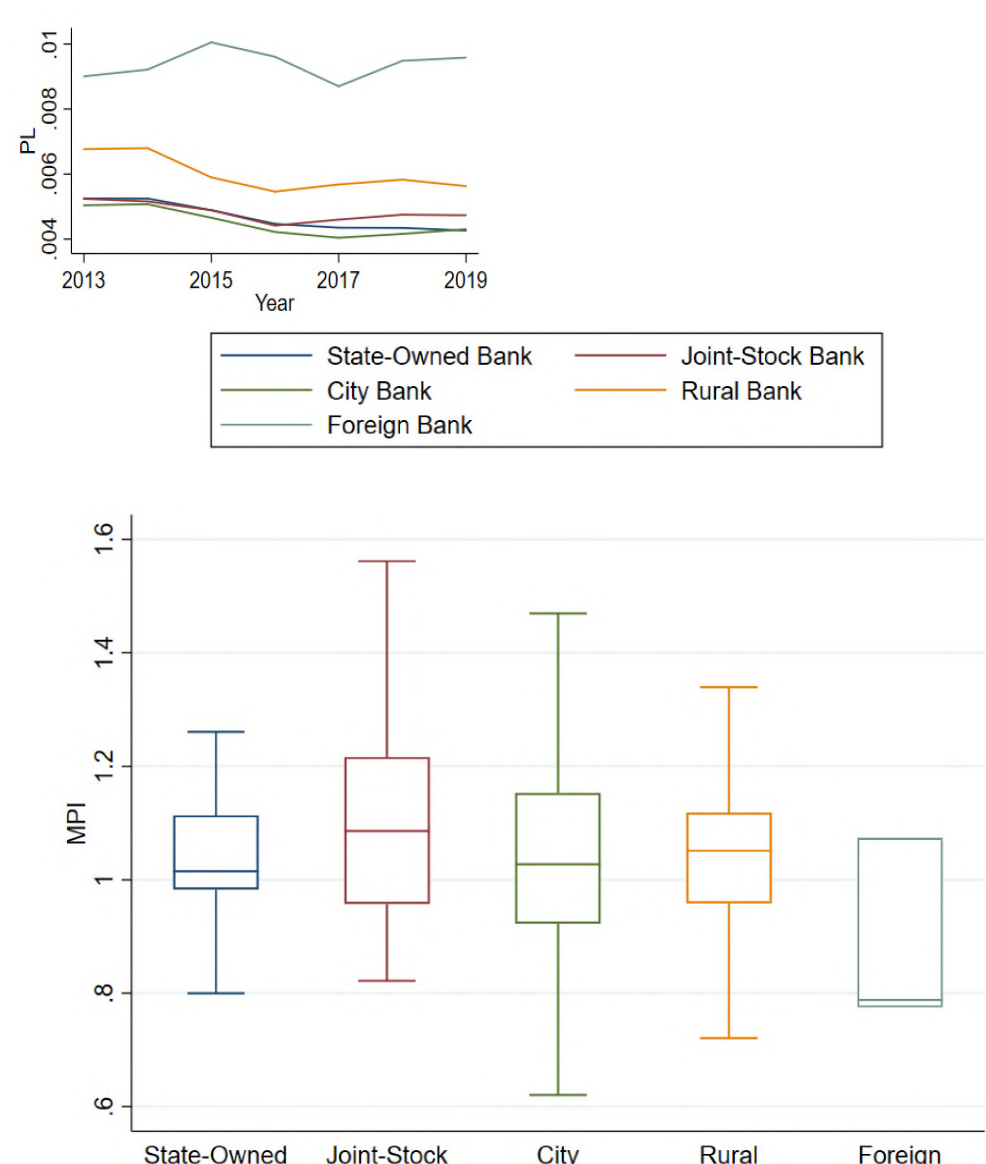 .01
.008
PL
.006
.004
2013 2015 2017 2019
Year
State-Owned Bank Joint-Stock Bank
City Bank Rural Bank
Foreign Bank
1.6
1.4
1.2
MPI
1
.8
.6
State-Owned Joint-Stock City Rural Foreign